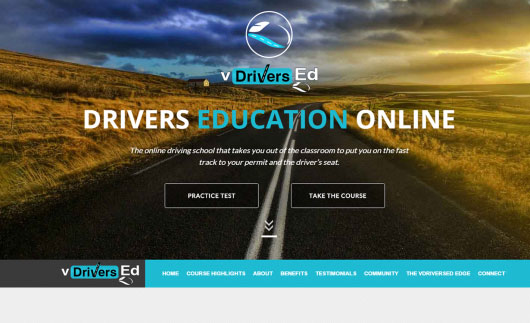 v Drivers Ed
DRIVERS EDUCATION ONLINE
The online driving school that takes you out of the classroom to put you on the fast
track to your permit and the driver's seat.
PRACTICE TEST
TAKE THE COURSE
v Drivers Ed
HOME COURSE HIGHLIGHTS ABOUT BENEFITS TESTIMONIALS COMMUNITY THE VDRIVERSED EDGE CONNECT